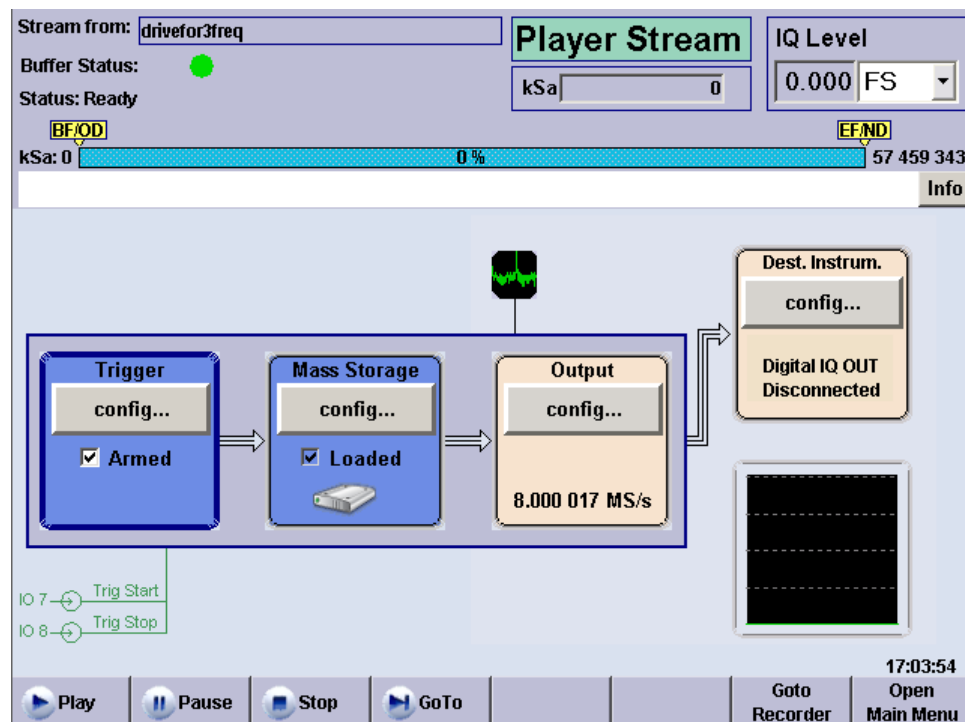 Stream from: drivefor3freq
Player Stream
IQ Level
Buffer Status:
kSa 0
0.000 FS
Status: Ready
BF/OD
EF/ND
kSa: 0
0 %
57 459 343
Info
Dest. Instrum.
config...
Digital IQ OUT
Disconnected
Trigger
config...
Armed
Mass Storage
config...
Loaded
Output
config...
8.000 017 MS/s
IO 7 Trig Start
IO 8 Trig Stop
17:03:54
Play
Pause
Stop
GoTo
Goto
Recorder
Open
Main Menu